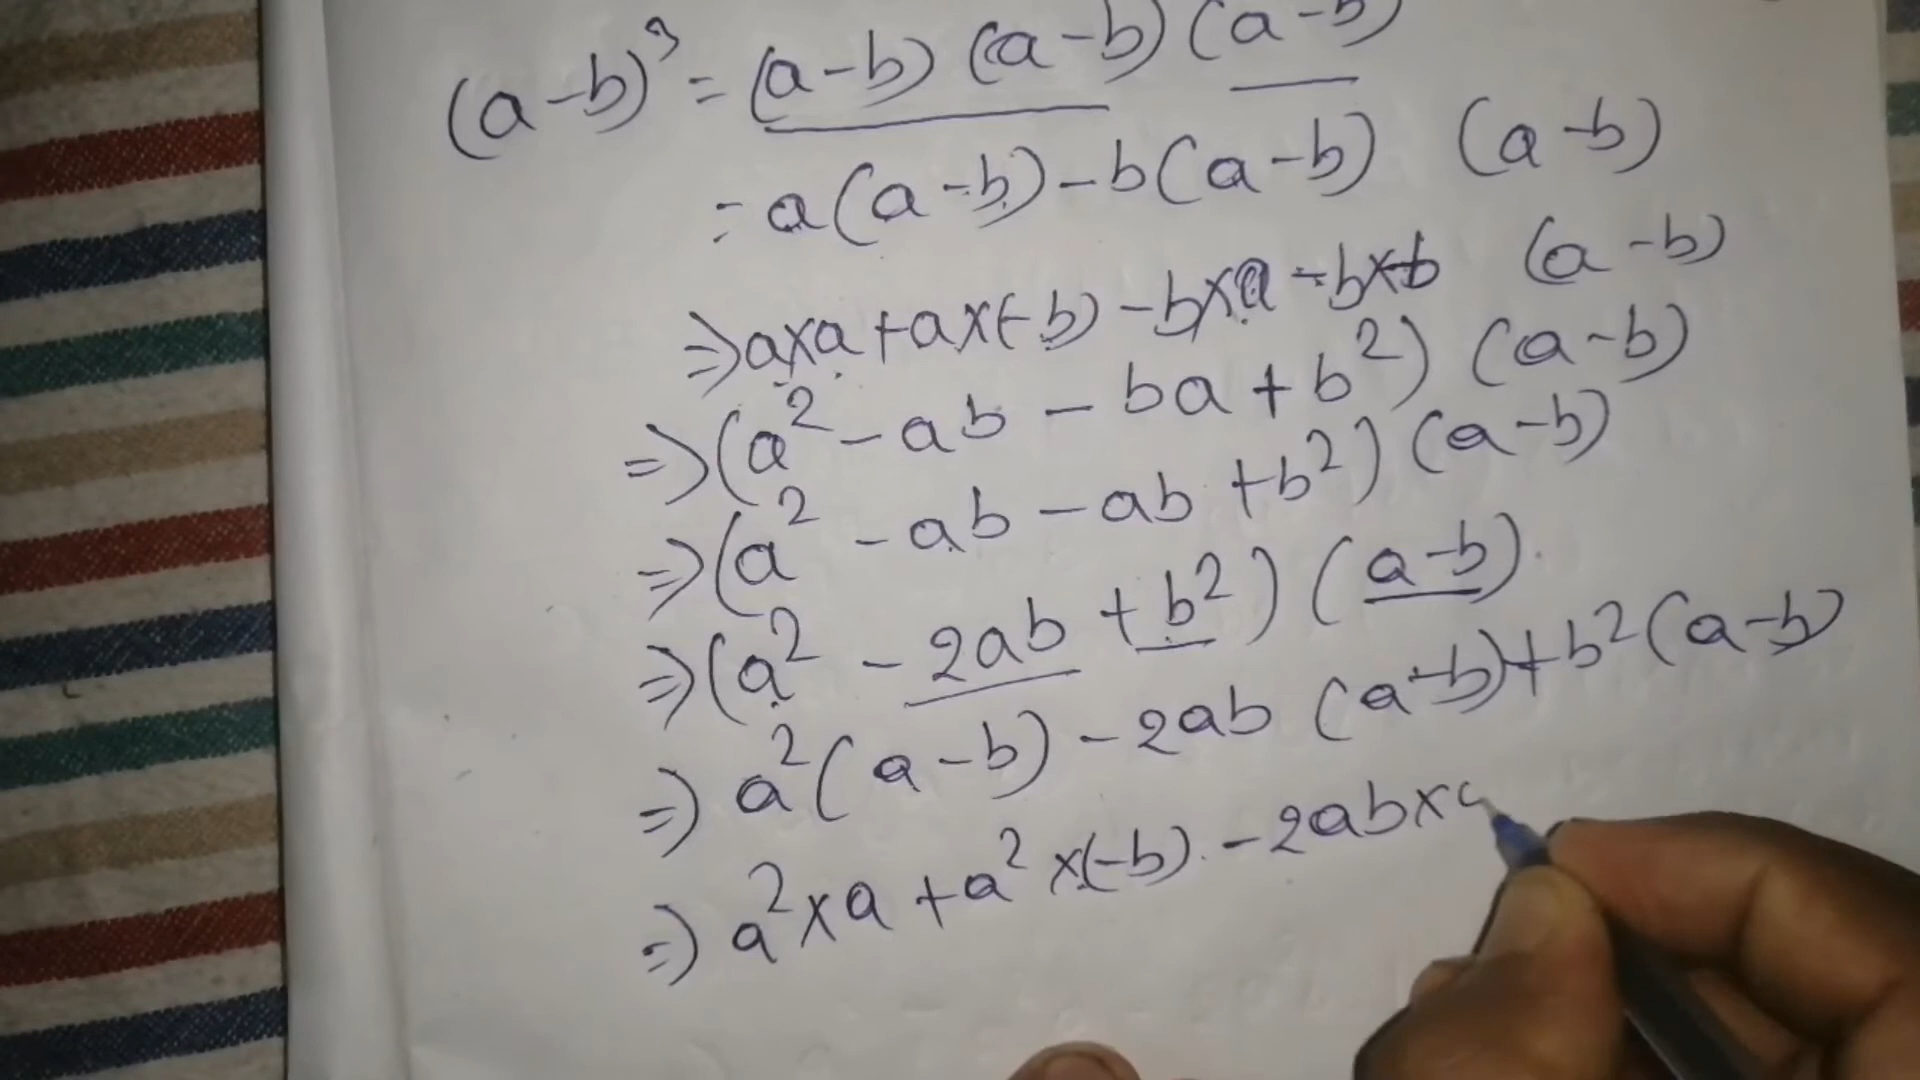 (a-b)³ = (a-b) (a-b) (a-b)
= a(a-b)-b(a-b) (a-b)
⇒ a×a+a×(-b)-b×a-b×b (a-b)
⇒ (a²-ab-ba+b²) (a-b)
⇒ (a²-ab-ab+b²) (a-b)
⇒ (a²-2ab+b²) (a-b)
⇒ a²(a-b)-2ab (a-b)+b²(a-b)
⇒ a²×a+a²×(-b)-2ab×